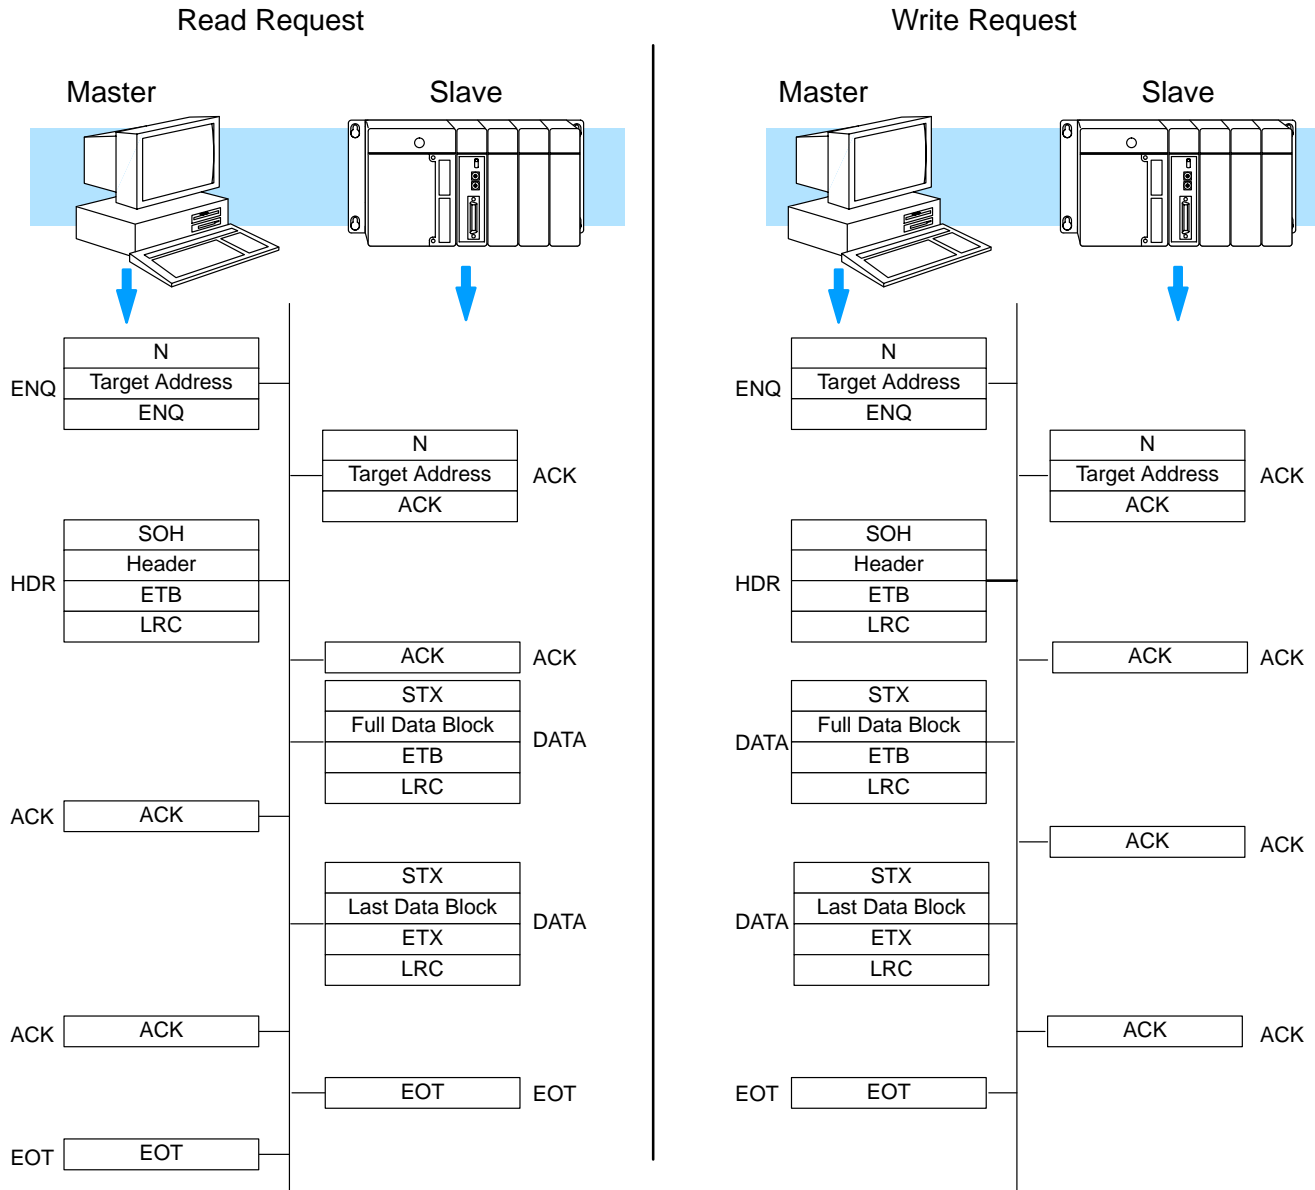 Read Request
Master
Slave
ENQ
N
Target Address
ENQ
N
Target Address
ACK
ACK
HDR
SOH
Header
ETB
LRC
ACK
ACK
STX
Full Data Block
ETB
LRC
DATA
ACK
ACK
STX
Last Data Block
ETX
LRC
DATA
ACK
ACK
EOT
EOT
EOT
EOT
Write Request
Master
Slave
ENQ
N
Target Address
ENQ
N
Target Address
ACK
ACK
HDR
SOH
Header
ETB
LRC
ACK
ACK
DATA
STX
Full Data Block
ETB
LRC
ACK
ACK
DATA
STX
Last Data Block
ETX
LRC
ACK
ACK
EOT
EOT